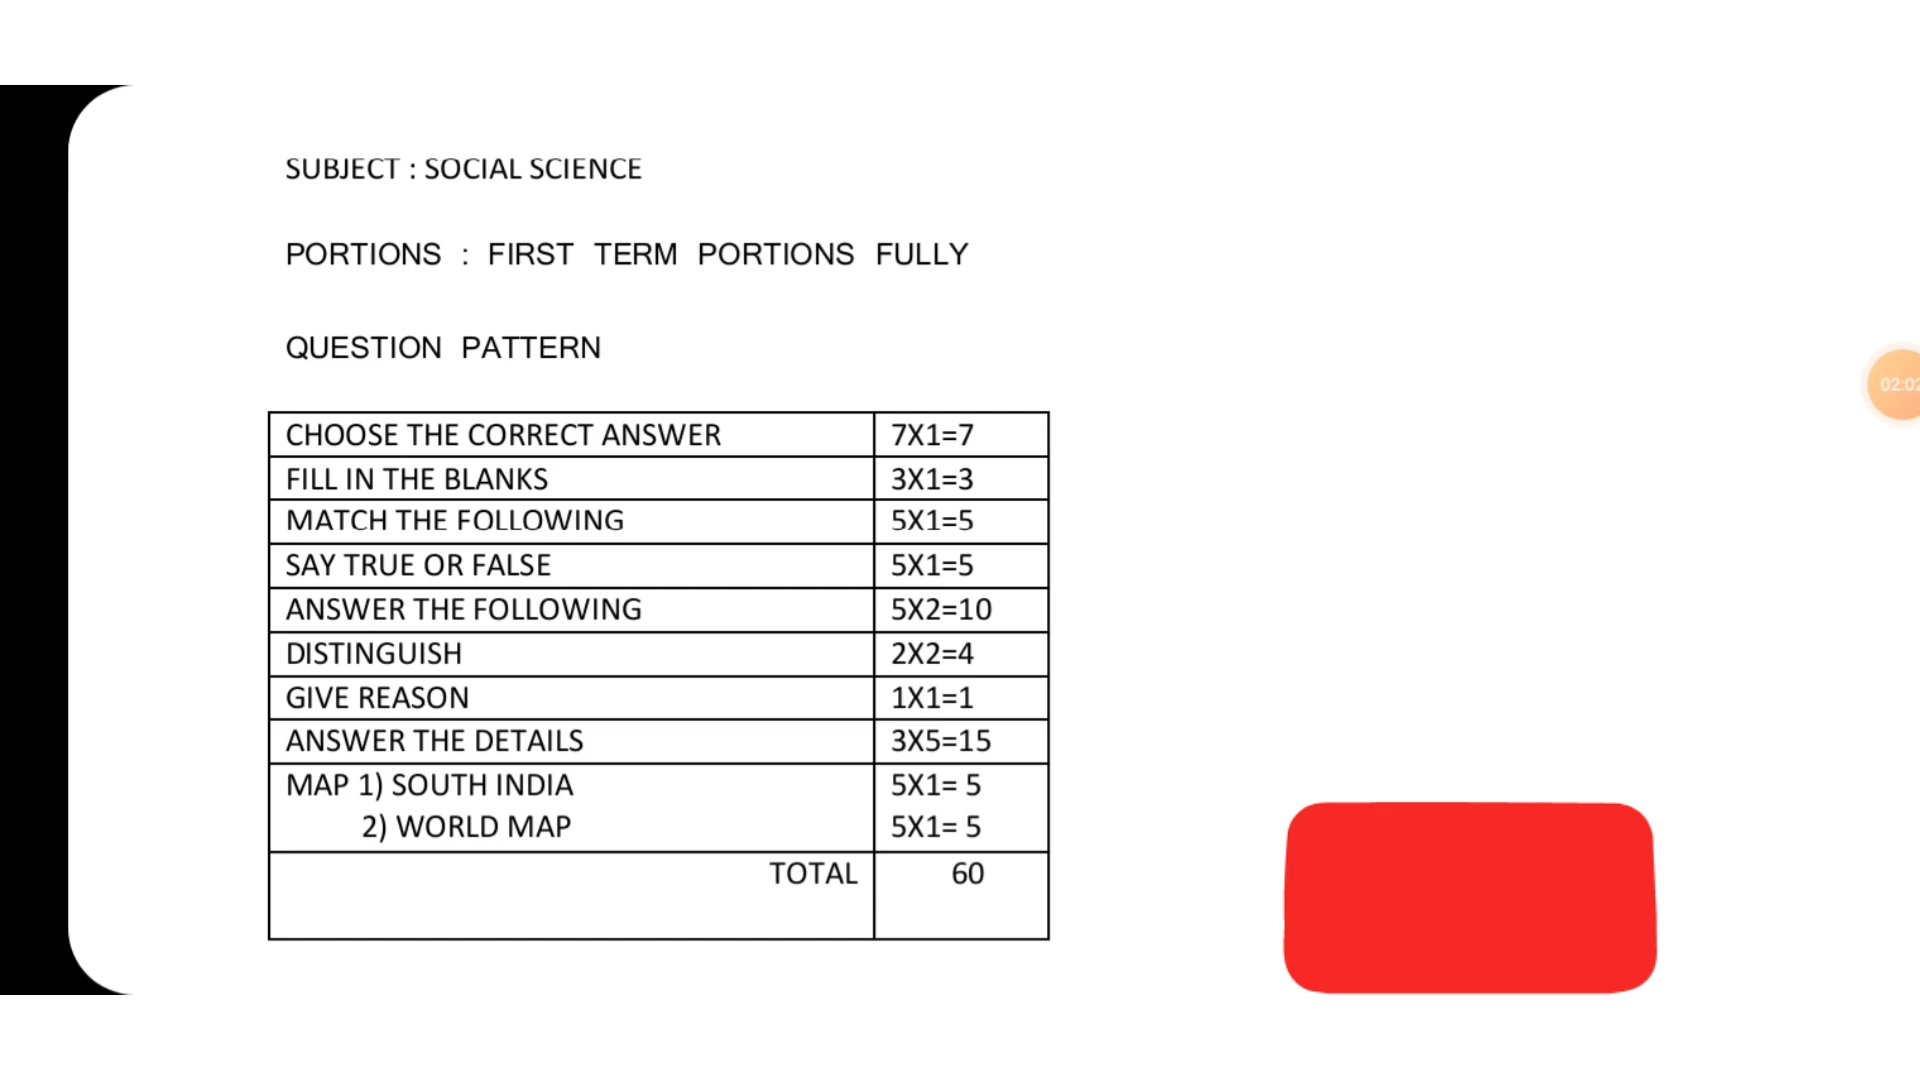 SUBJECT : SOCIAL SCIENCE
PORTIONS : FIRST TERM PORTIONS FULLY
QUESTION PATTERN
CHOOSE THE CORRECT ANSWER 7X1=7
FILL IN THE BLANKS 3X1=3
MATCH THE FOLLOWING 5X1=5
SAY TRUE OR FALSE 5X1=5
ANSWER THE FOLLOWING 5X2=10
DISTINGUISH 2X2=4
GIVE REASON 1X1=1
ANSWER THE DETAILS 3X5=15
MAP 1) SOUTH INDIA 5X1= 5
2) WORLD MAP 5X1= 5
TOTAL 60